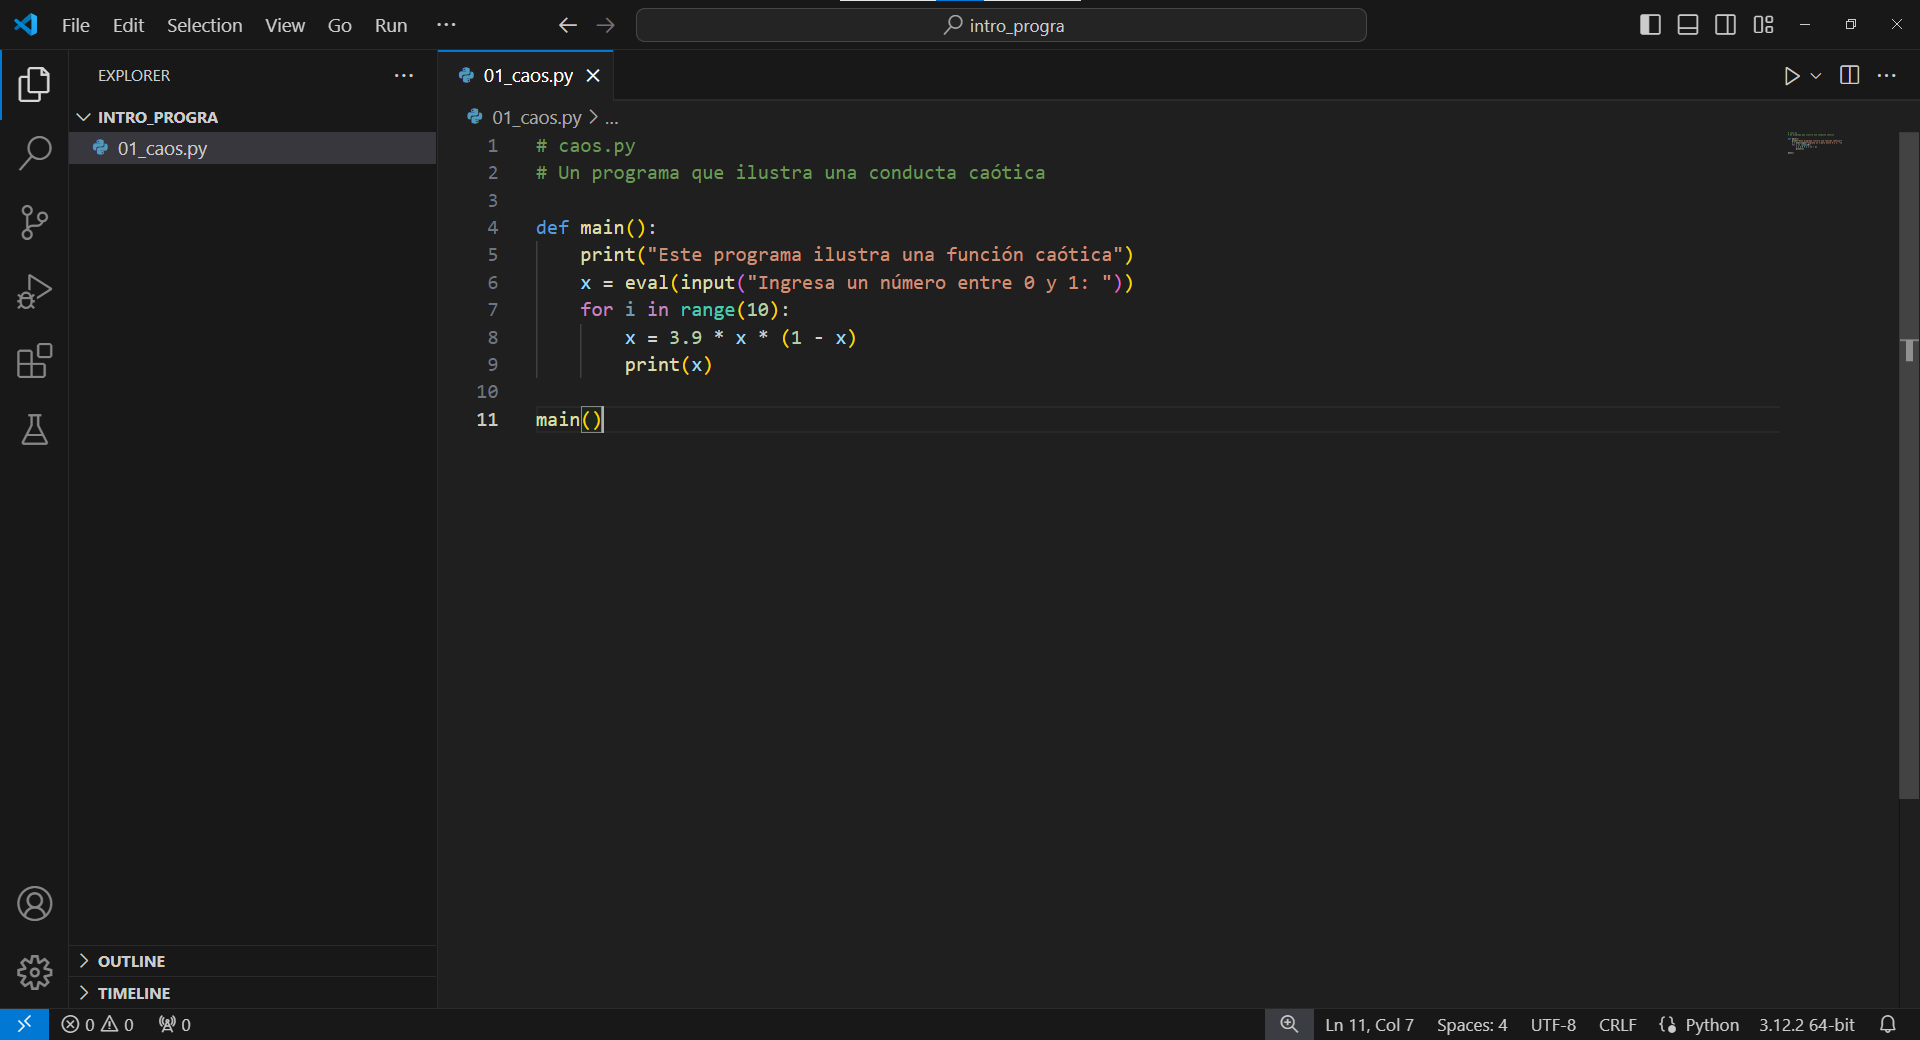 File Edit Selection View Go Run ··· intro_progra
EXPLORER ···
INTRO_PROGRA
01_caos.py
01_caos.py
01_caos.py > ...
1 # caos.py
2 # Un programa que ilustra una conducta caótica
3
4 def main():
5 print("Este programa ilustra una función caótica")
6 x = eval(input("Ingresa un número entre 0 y 1: "))
7 for i in range(10):
8 x = 3.9 * x * (1 - x)
9 print(x)
10
11 main()
OUTLINE
TIMELINE
0 0 0 Ln 11, Col 7 Spaces: 4 UTF-8 CRLF Python 3.12.2 64-bit